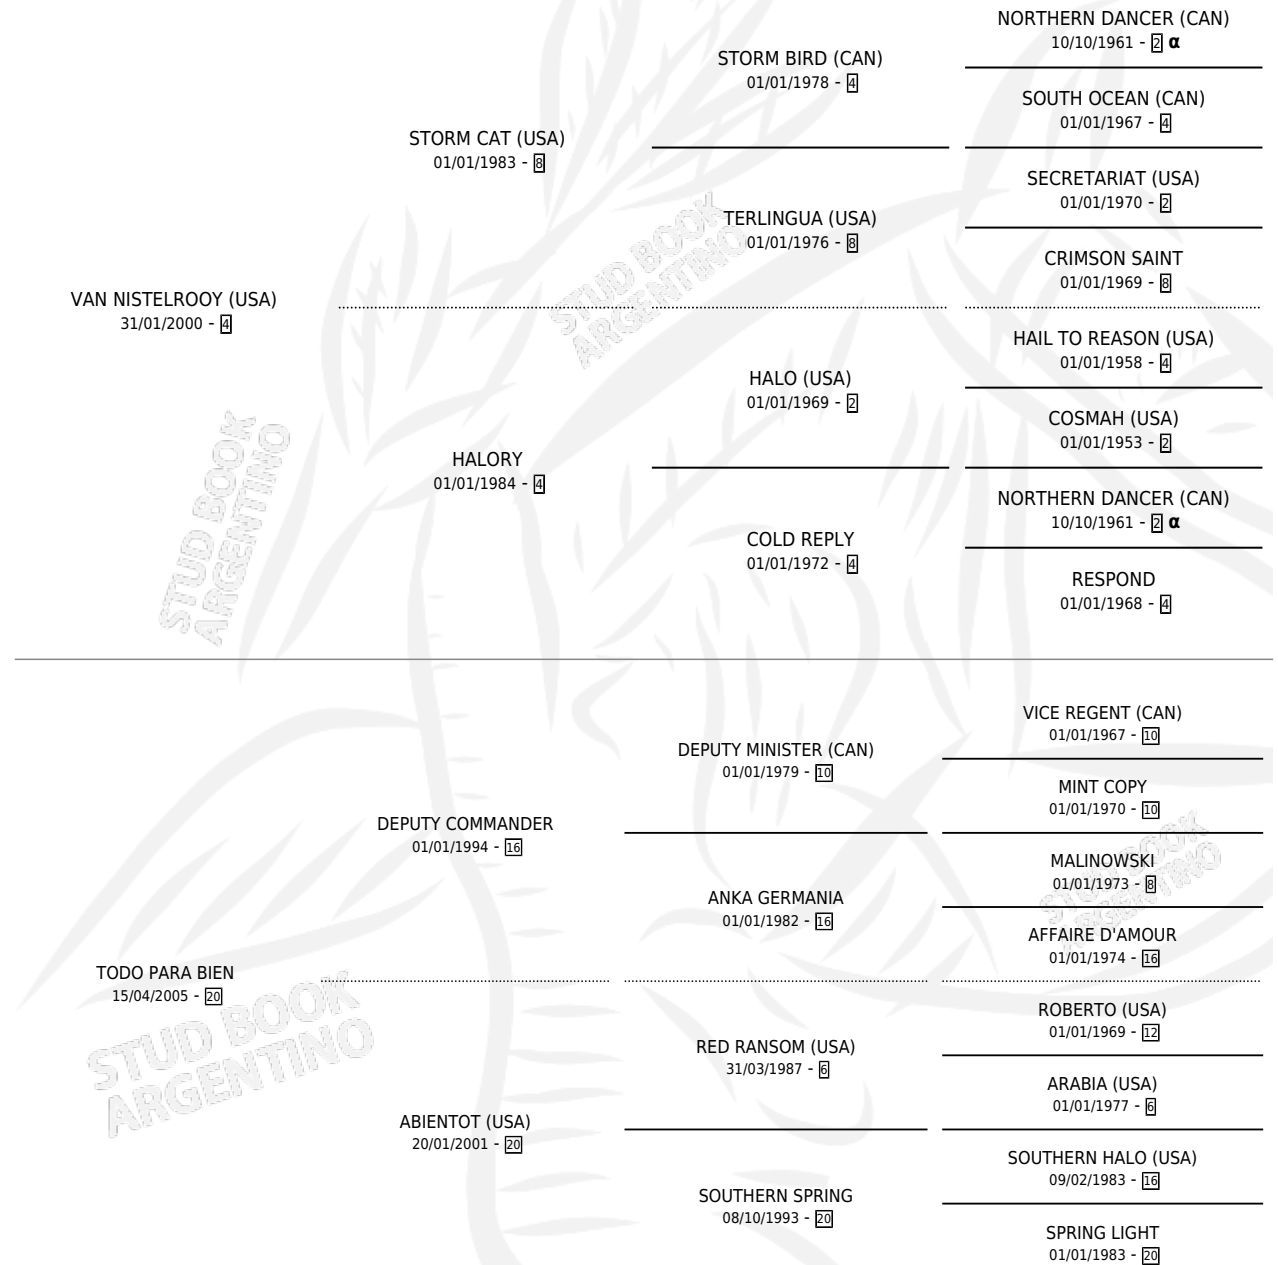 NORTHERN DANCER (CAN)
10/10/1961 - 2 α
STORM BIRD (CAN)
01/01/1978 - 4
SOUTH OCEAN (CAN)
01/01/1967 - 4
STORM CAT (USA)
01/01/1983 - 8
SECRETARIAT (USA)
01/01/1970 - 2
TERLINGUA (USA)
01/01/1976 - 8
CRIMSON SAINT
01/01/1969 - 8
VAN NISTELROOY (USA)
31/01/2000 - 4
HAIL TO REASON (USA)
01/01/1958 - 4
HALO (USA)
01/01/1969 - 2
COSMAH (USA)
01/01/1953 - 2
HALORY
01/01/1984 - 4
NORTHERN DANCER (CAN)
10/10/1961 - 2 α
COLD REPLY
01/01/1972 - 4
RESPOND
01/01/1968 - 4
VICE REGENT (CAN)
01/01/1967 - 10
DEPUTY MINISTER (CAN)
01/01/1979 - 10
MINT COPY
01/01/1970 - 10
DEPUTY COMMANDER
01/01/1994 - 16
MALINOWSKI
01/01/1973 - 8
ANKA GERMANIA
01/01/1982 - 16
AFFAIRE D'AMOUR
01/01/1974 - 16
TODO PARA BIEN
15/04/2005 - 20
ROBERTO (USA)
01/01/1969 - 12
RED RANSOM (USA)
31/03/1987 - 6
ARABIA (USA)
01/01/1977 - 6
ABIENTOT (USA)
20/01/2001 - 20
SOUTHERN HALO (USA)
09/02/1983 - 16
SOUTHERN SPRING
08/10/1993 - 20
SPRING LIGHT
01/01/1983 - 20
STUD BOOK
ARGENTINO
STUD BOOK
ARGENTINO
STUD BOOK
ARGENTINO
STUD BOOK
ARGENTINO